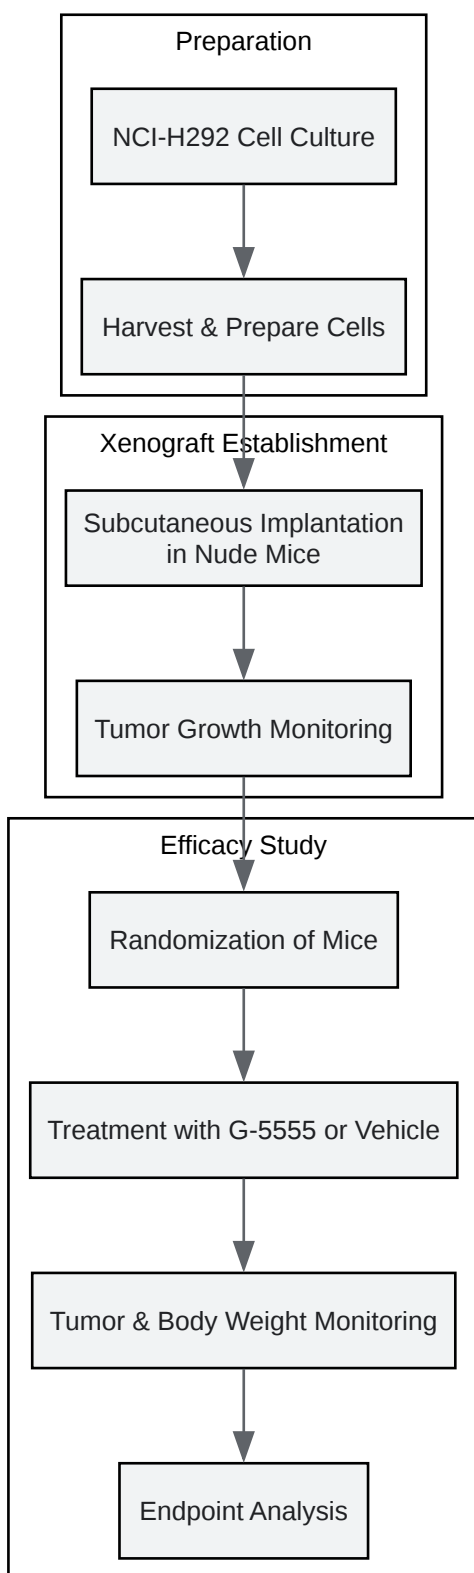 Preparation
NCI-H292 Cell Culture
Harvest & Prepare Cells
Xenograft Establishment
Subcutaneous Implantation
in Nude Mice
Tumor Growth Monitoring
Efficacy Study
Randomization of Mice
Treatment with G-5555 or Vehicle
Tumor & Body Weight Monitoring
Endpoint Analysis